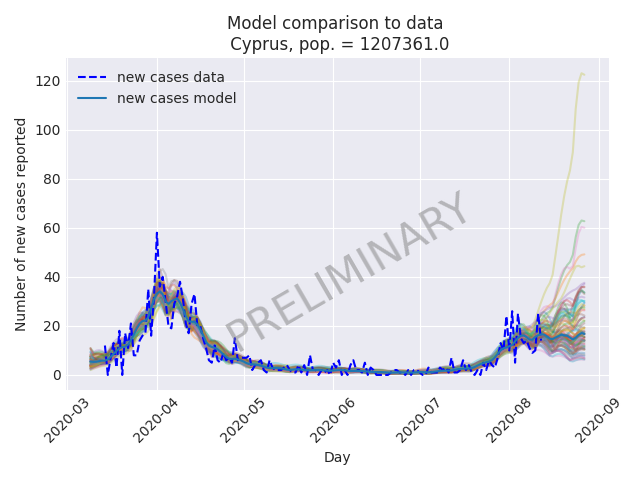 Model comparison to data
Cyprus, pop. = 1207361.0
new cases data
new cases model
Number of new cases reported
120
100
80
60
40
20
0
PRELIMINARY
2020-03
2020-04
2020-05
2020-06
2020-07
2020-08
2020-09
Day